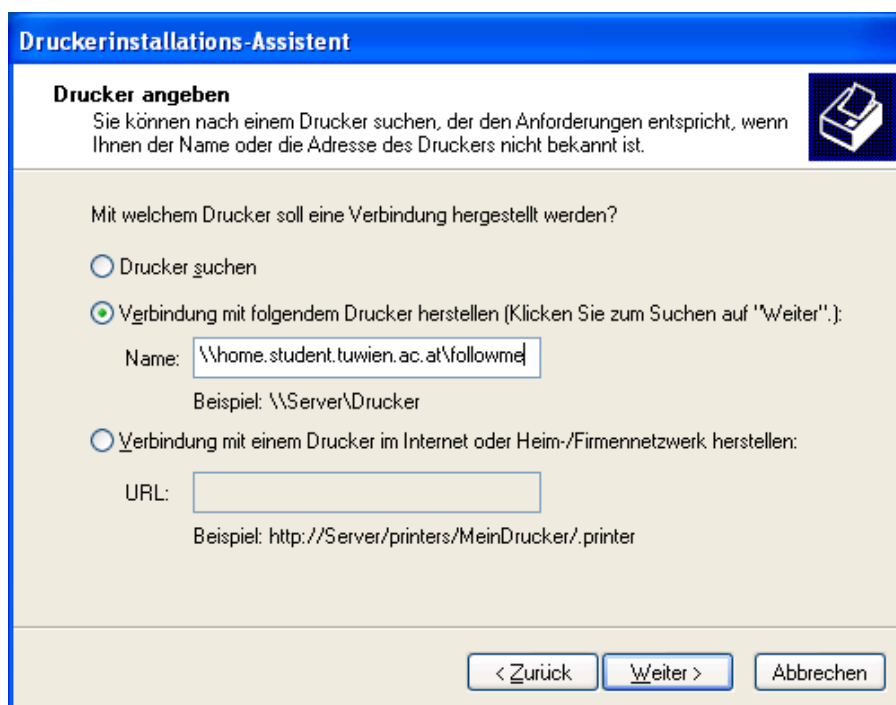 Druckerinstallations-Assistent
Drucker angeben
Sie können nach einem Drucker suchen, der den Anforderungen entspricht, wenn
Ihnen der Name oder die Adresse des Druckers nicht bekannt ist.
Mit welchem Drucker soll eine Verbindung hergestellt werden?
Drucker suchen
Verbindung mit folgendem Drucker herstellen (Klicken Sie zum Suchen auf "Weiter".):
Name: \\home.student.tuwien.ac.at\followme
Beispiel: \\Server\Drucker
Verbindung mit einem Drucker im Internet oder Heim-/Firmennetzwerk herstellen:
URL:
Beispiel: http://Server/printers/MeinDrucker/.printer
< Zurück Weiter > Abbrechen